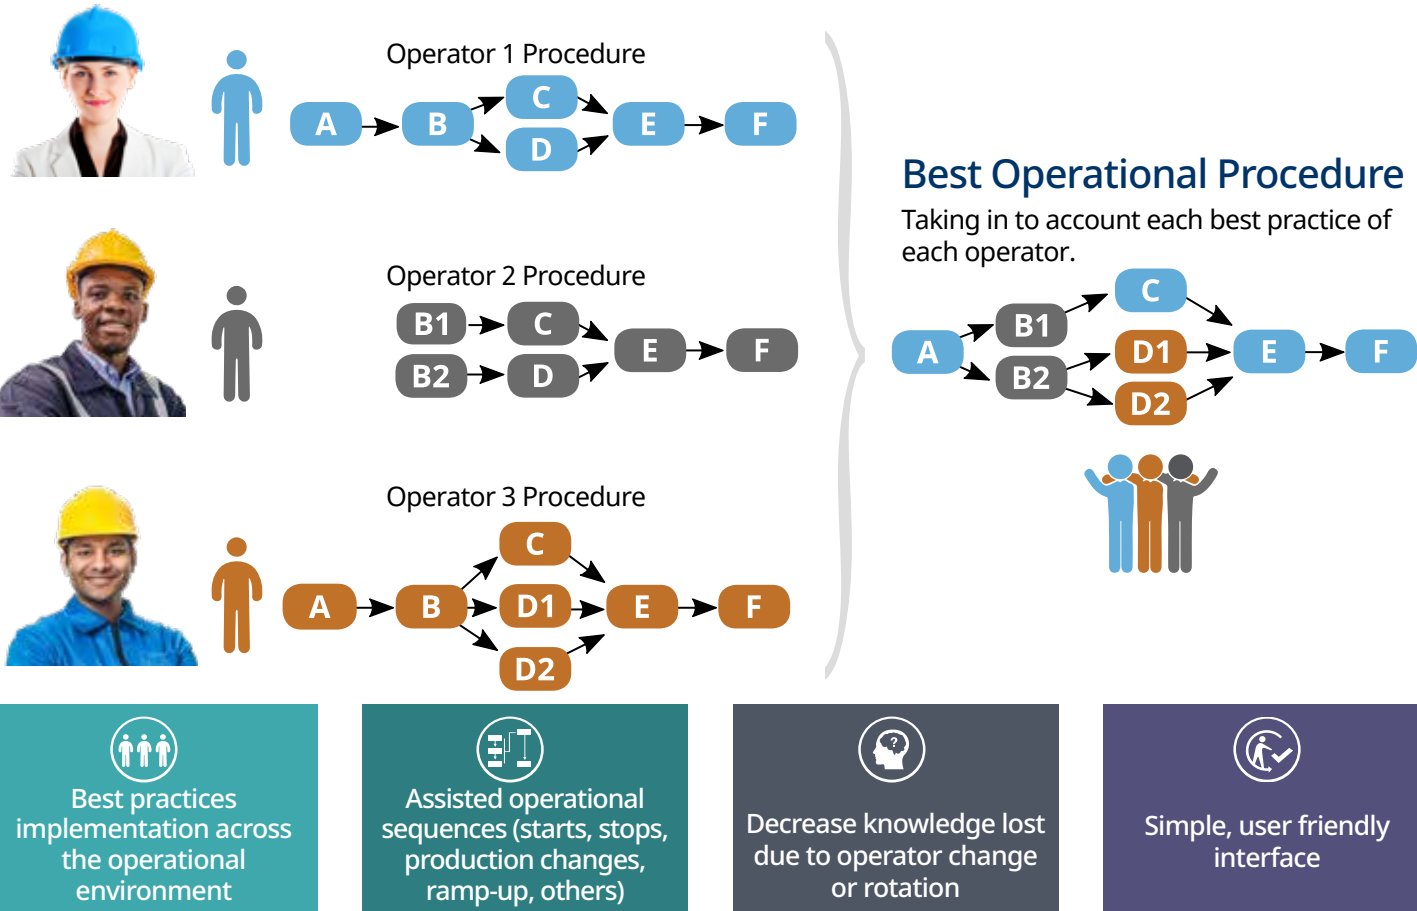 Operator 1 Procedure
A
B
C
D
E
F
Operator 2 Procedure
B1
C
B2
D
E
F
Operator 3 Procedure
A
B
C
D1
D2
E
F
Best Operational Procedure
Taking in to account each best practice of
each operator.
A
B1
B2
C
D1
D2
E
F
Best practices
implementation across
the operational
environment
Assisted operational
sequences (starts, stops,
production changes,
ramp-up, others)
?
Decrease knowledge lost
due to operator change
or rotation
Simple, user friendly
interface